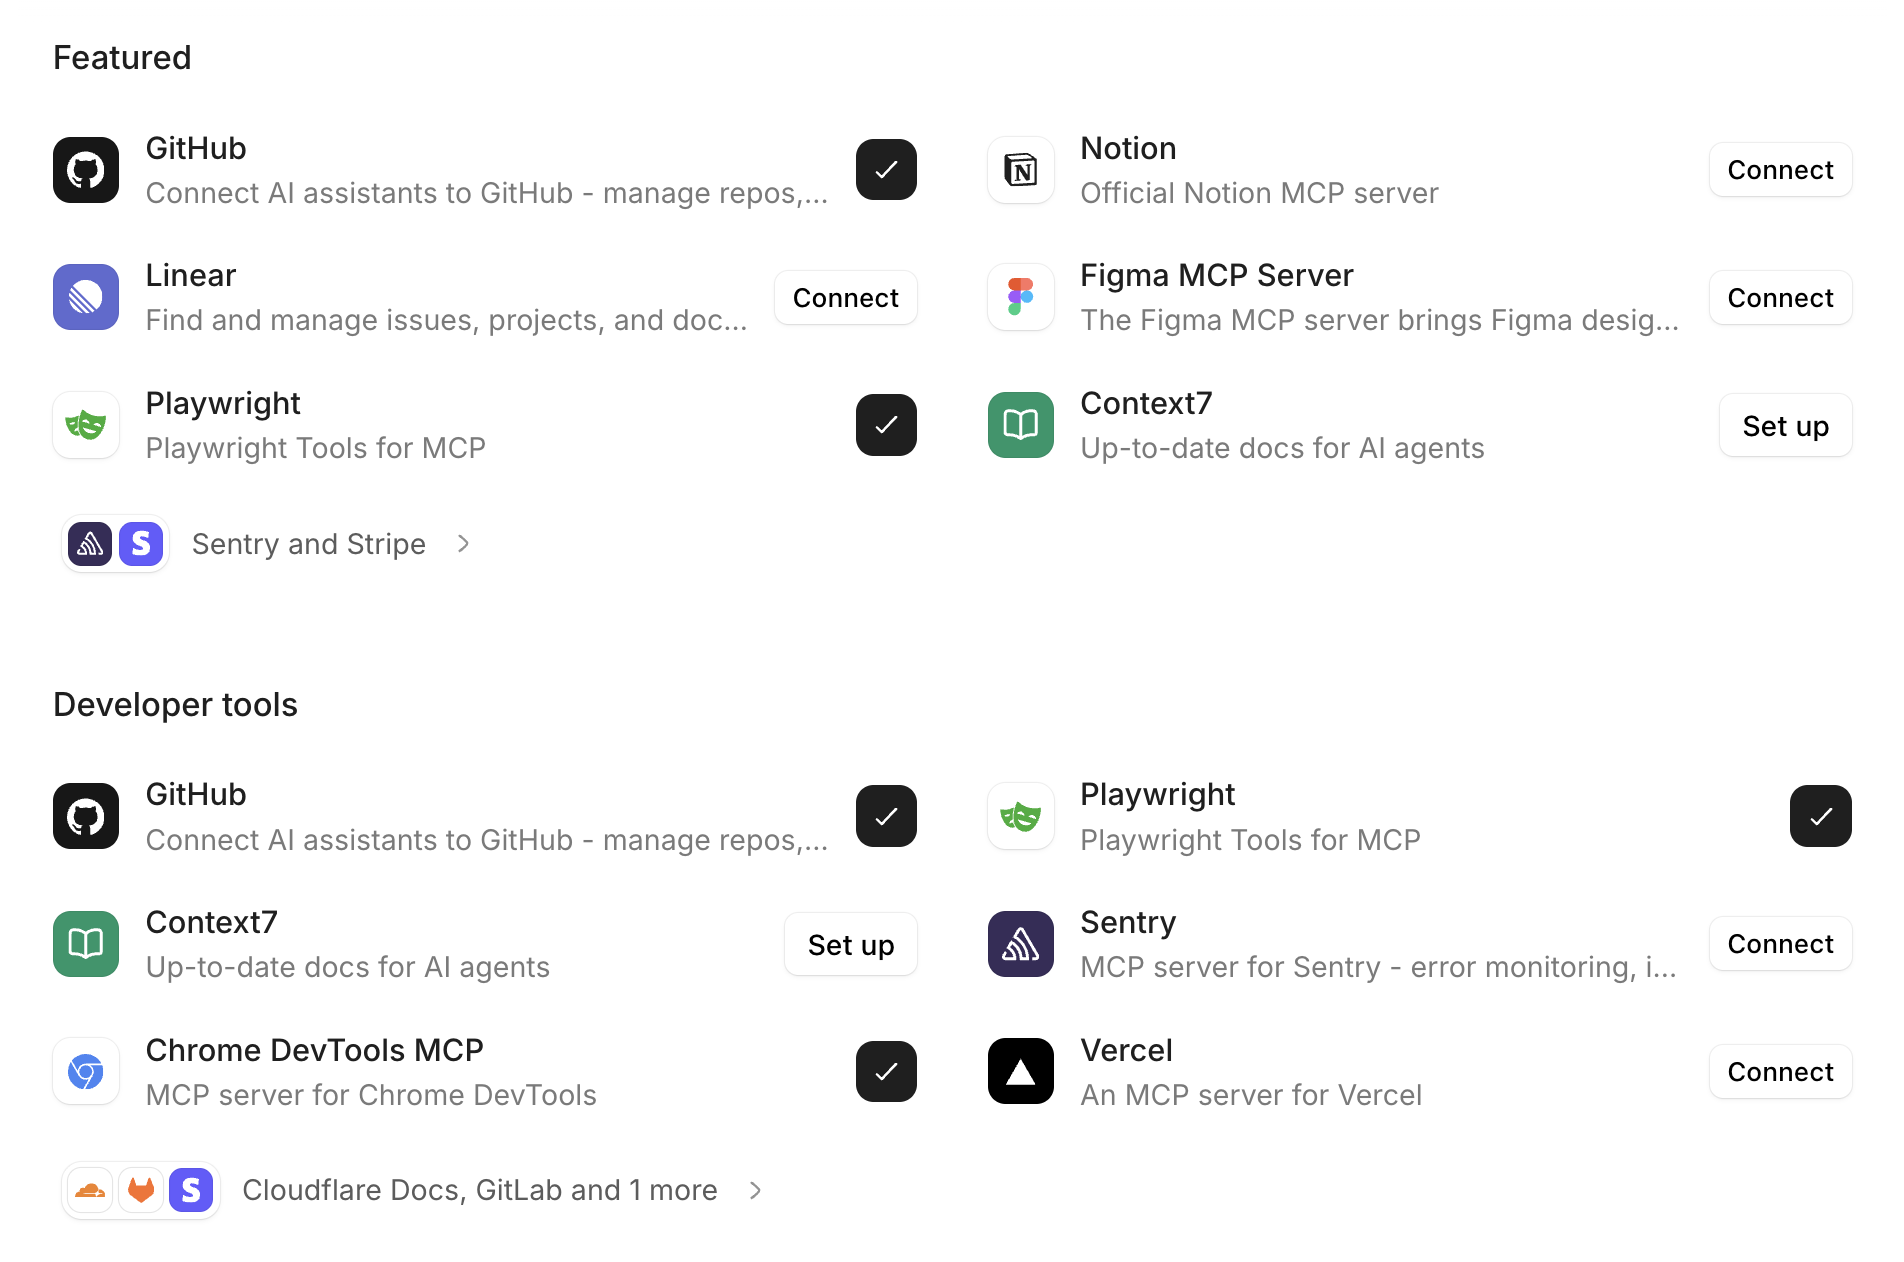 Featured
GitHub
Connect AI assistants to GitHub - manage repos,...
Notion
Official Notion MCP server
Connect
Linear
Find and manage issues, projects, and doc...
Connect
Figma MCP Server
The Figma MCP server brings Figma desig...
Connect
Playwright
Playwright Tools for MCP
Context7
Up-to-date docs for AI agents
Set up
Sentry and Stripe
Developer tools
GitHub
Connect AI assistants to GitHub - manage repos,...
Playwright
Playwright Tools for MCP
Context7
Up-to-date docs for AI agents
Set up
Sentry
MCP server for Sentry - error monitoring, i...
Connect
Chrome DevTools MCP
MCP server for Chrome DevTools
Vercel
An MCP server for Vercel
Connect
Cloudflare Docs, GitLab and 1 more